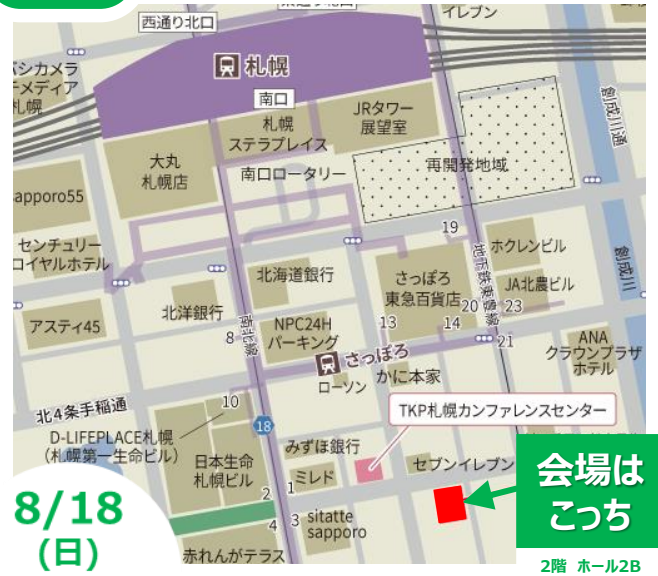 西通り北口
イレブン
バシカメラ
チメディア
札幌
札幌
南口
札幌
ステラプレイス
JRタワー
展望室
創成川通
大丸
札幌店
南口ロータリー
再開発地域
apporo55
19
センチュリー
ロイヤルホテル
ホクレンビル
創成川
北海道銀行
さっぽろ
東急百貨店
地下鉄東豊線
JA北農ビル
20
23
北洋銀行
アスティ45
8
南北線
NPC24H
パーキング
13
14
21
ANA
クラウンプラザ
ホテル
さっぽろ
ローソン
かに本家
北4条手稲通
10
18
TKP札幌カンファレンスセンター
D-LIFEPLACE札幌
(札幌第一生命ビル)
日本生命
札幌ビル
みずほ銀行
ミレド
セブンイレブン
会場は
こっち
2
1
8/18
(日)
4
3
sitatte
sapporo
赤れんがテラス
2階 ホール2B